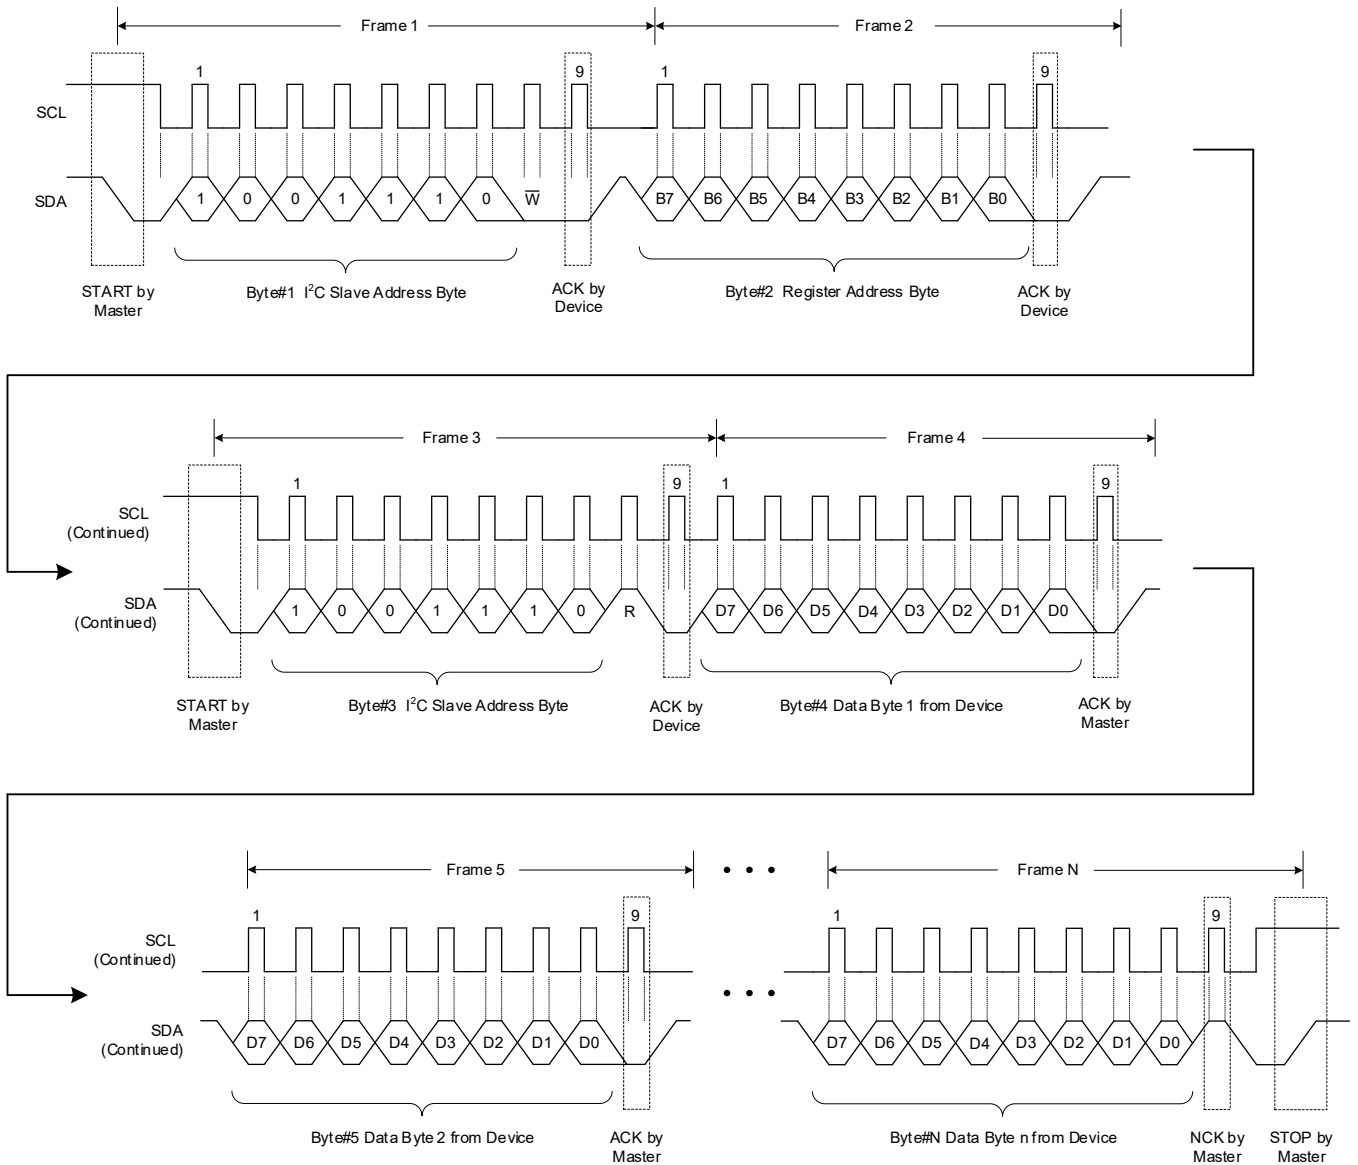 Frame 1 Frame 2
1 9 1 9
SCL
SDA 1 0 0 1 1 1 0 W̅ B7 B6 B5 B4 B3 B2 B1 B0
START by
Master
Byte#1 I²C Slave Address Byte
ACK by
Device
Byte#2 Register Address Byte
ACK by
Device
Frame 3 Frame 4
1 9 1 9
SCL
(Continued)
SDA
(Continued)
1 0 0 1 1 1 0 R D7 D6 D5 D4 D3 D2 D1 D0
START by
Master
Byte#3 I²C Slave Address Byte
ACK by
Device
Byte#4 Data Byte 1 from Device
ACK by
Master
Frame 5 • • • Frame N
1 9 1 9
SCL
(Continued)
• • •
SDA
(Continued)
D7 D6 D5 D4 D3 D2 D1 D0 D7 D6 D5 D4 D3 D2 D1 D0
Byte#5 Data Byte 2 from Device
ACK by
Master
Byte#N Data Byte n from Device
NCK by
Master
STOP by
Master